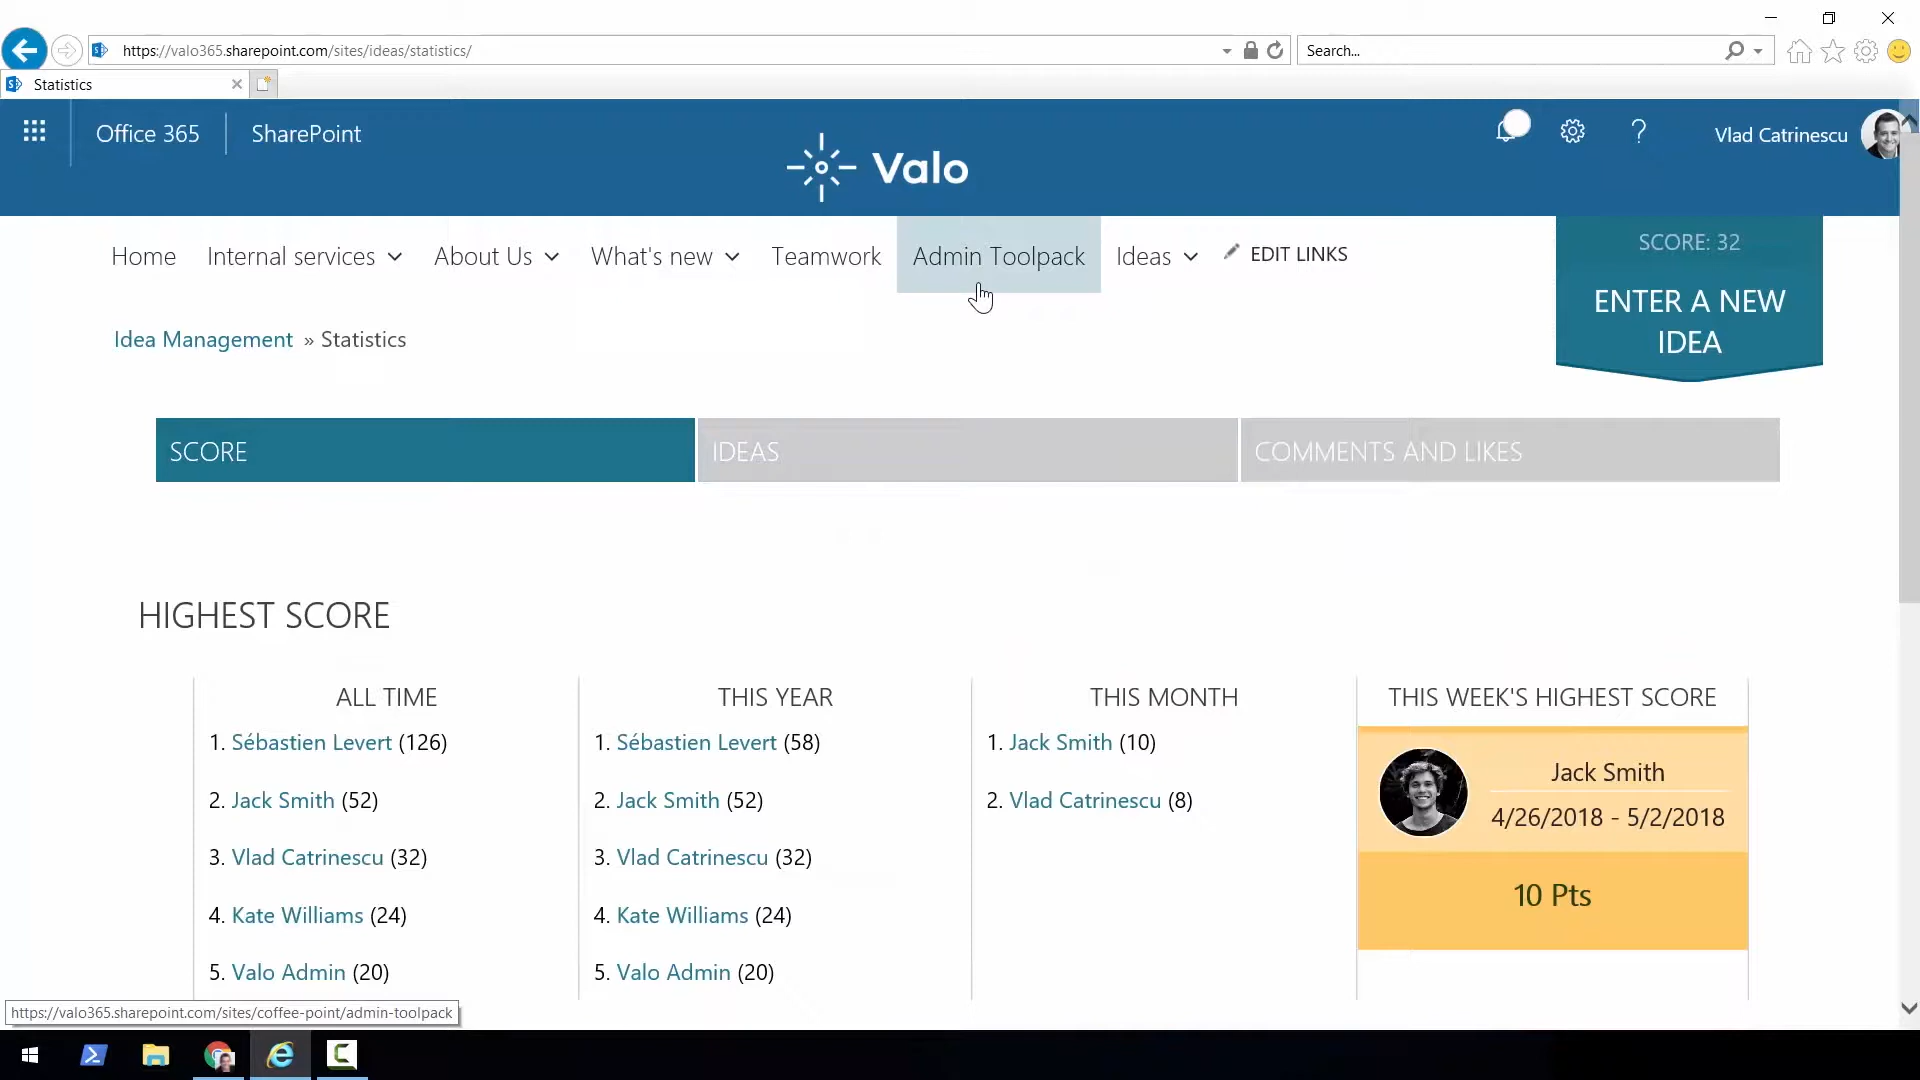 https://valo365.sharepoint.com/sites/ideas/statistics/
Search...
Statistics
Office 365
SharePoint
Valo
Vlad Catrinescu
Home
Internal services
About Us
What's new
Teamwork
Admin Toolpack
Ideas
EDIT LINKS
SCORE: 32
ENTER A NEW
IDEA
Idea Management » Statistics
SCORE
IDEAS
COMMENTS AND LIKES
HIGHEST SCORE
ALL TIME
1. Sébastien Levert (126)
2. Jack Smith (52)
3. Vlad Catrinescu (32)
4. Kate Williams (24)
5. Valo Admin (20)
THIS YEAR
1. Sébastien Levert (58)
2. Jack Smith (52)
3. Vlad Catrinescu (32)
4. Kate Williams (24)
5. Valo Admin (20)
THIS MONTH
1. Jack Smith (10)
2. Vlad Catrinescu (8)
THIS WEEK'S HIGHEST SCORE
Jack Smith
4/26/2018 - 5/2/2018
10 Pts
https://valo365.sharepoint.com/sites/coffee-point/admin-toolpack